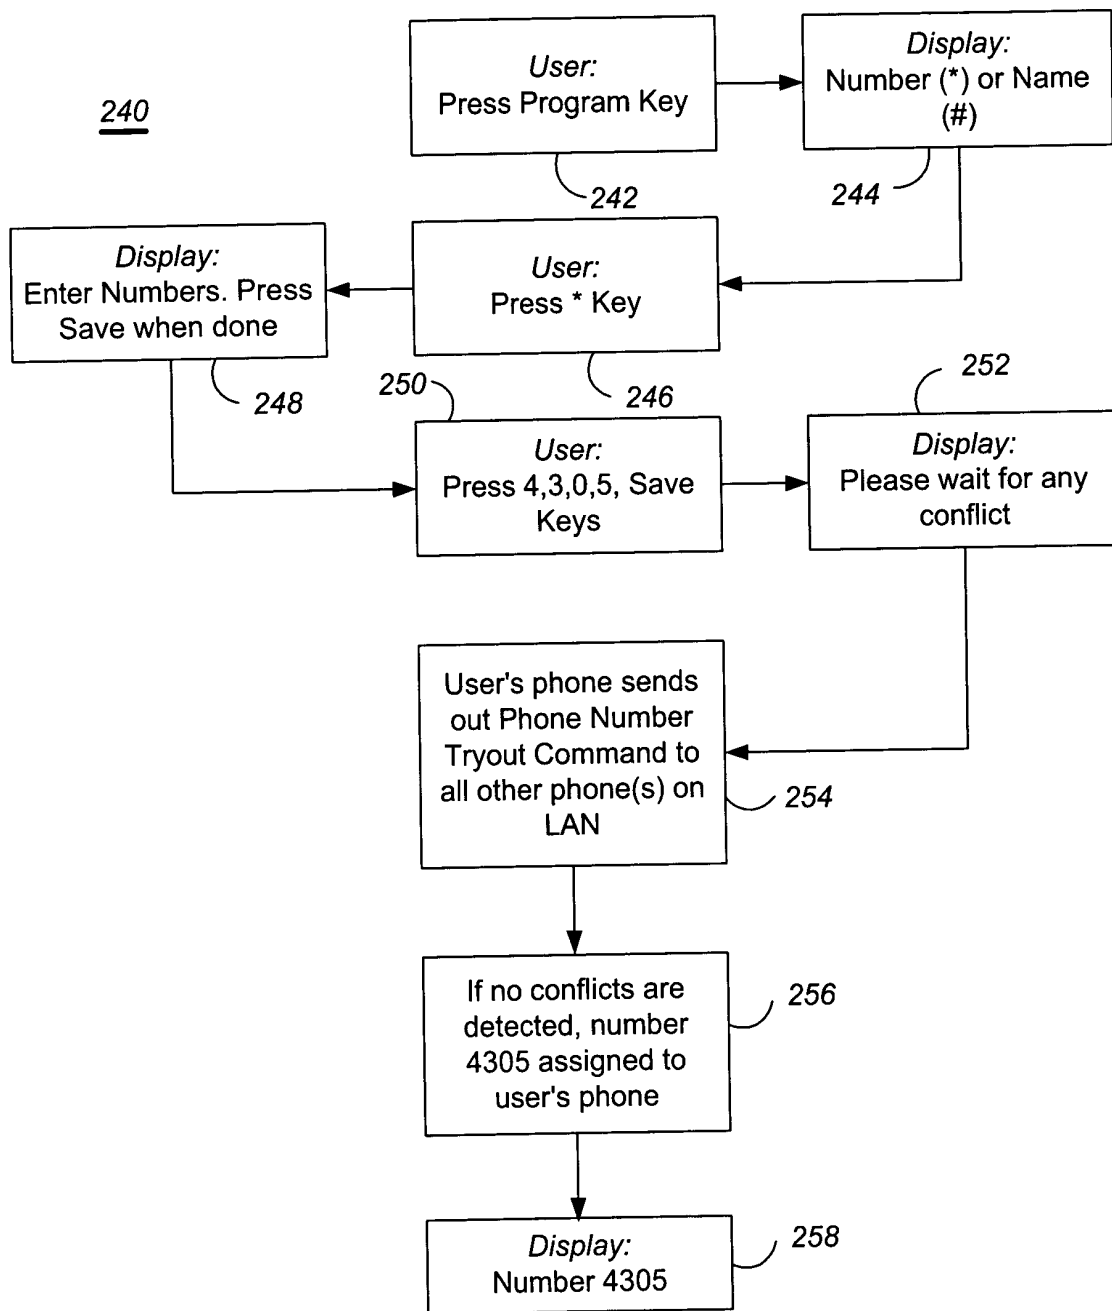 240
User:
Press Program Key
242
Display:
Number (*) or Name
(#)
244
User:
Press * Key
246
Display:
Enter Numbers. Press
Save when done
248
250
User:
Press 4,3,0,5, Save
Keys
252
Display:
Please wait for any
conflict
User's phone sends
out Phone Number
Tryout Command to
all other phone(s) on
LAN
254
If no conflicts are
detected, number
4305 assigned to
user's phone
256
Display:
Number 4305
258